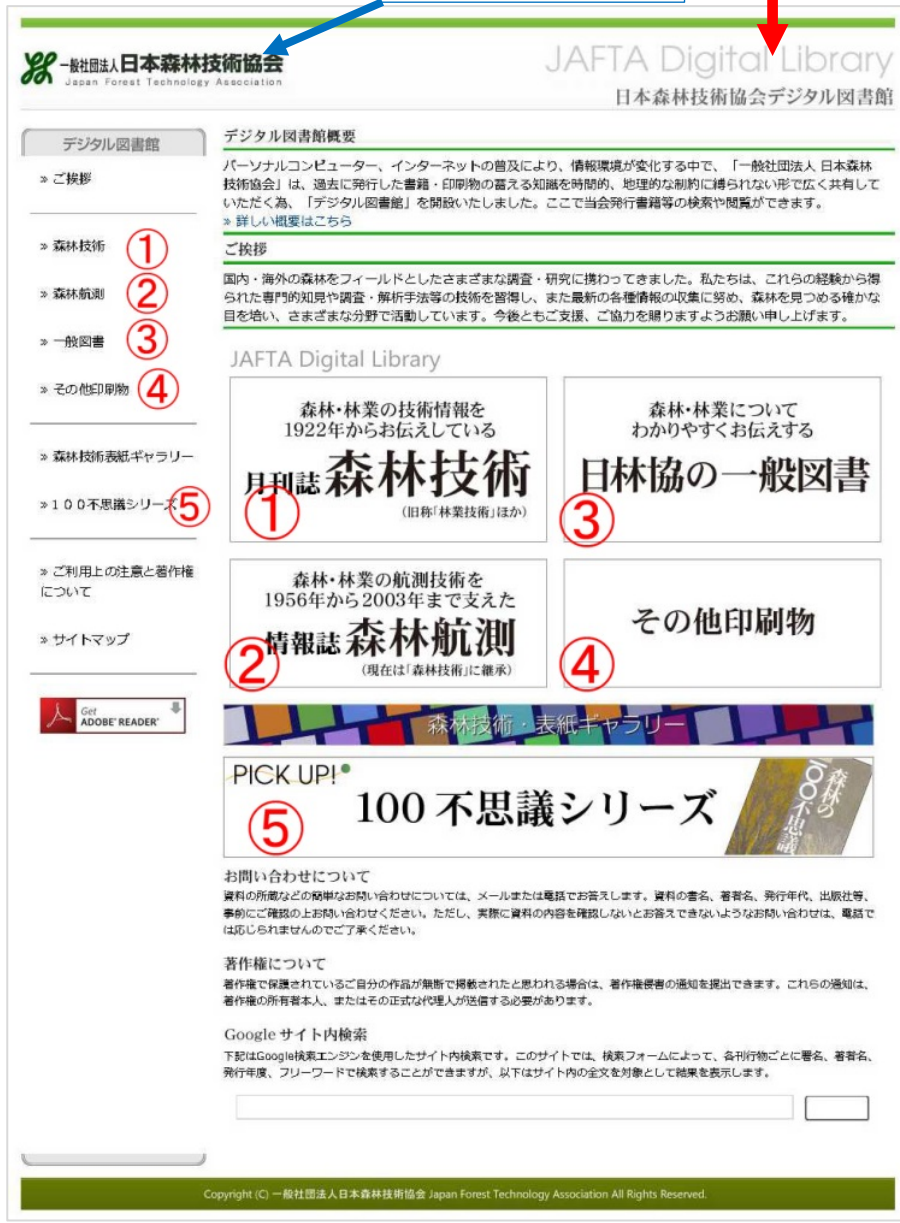 一般社団法人日本森林技術協会
Japan Forest Technology Association
JAFTA Digital Library
日本森林技術協会デジタル図書館
デジタル図書館
» ご挨拶
» 森林技術 ①
» 森林航測 ②
» 一般図書 ③
» その他印刷物 ④
» 森林技術表紙ギャラリー
» 100不思議シリーズ ⑤
» ご利用上の注意と著作権
について
» サイトマップ
Get
ADOBE® READER®
デジタル図書館概要
パーソナルコンピューター、インターネットの普及により、情報環境が変化する中で、「一般社団法人 日本森林
技術協会」は、過去に発行した書籍・印刷物の蓄える知識を時間的、地理的な制約に縛られない形で広く共有して
いただく為、「デジタル図書館」を開設いたしました。ここで当会発行書籍等の検索や閲覧ができます。
» 詳しい概要はこちら
ご挨拶
国内・海外の森林をフィールドとしたさまざまな調査・研究に携わってきました。私たちは、これらの経験から得
られた専門的知見や調査・解析手法等の技術を習得し、また最新の各種情報の収集に努め、森林を見つめる確かな
目を培い、さまざまな分野で活動しています。今後ともご支援、ご協力を賜りますようお願い申し上げます。
JAFTA Digital Library
森林・林業の技術情報を
1922年からお伝えしている
月刊誌 森林技術
① (旧称「林業技術」ほか)
森林・林業について
わかりやすくお伝えする
日林協の一般図書
③
森林・林業の航測技術を
1956年から2003年まで支えた
情報誌 森林航測
② (現在は「森林技術」に継承)
その他印刷物
④
森林技術・表紙ギャラリー
PICK UP!
⑤ 100 不思議シリーズ
森林の
100不思議
お問い合わせについて
資料の所蔵などの簡単なお問い合わせについては、メールまたは電話でお答えします。資料の書名、著者名、発行年代、出版社等、
事前にご確認の上お問い合わせください。ただし、実際に資料の内容を確認しないとお答えできないようなお問い合わせは、電話で
は応じられませんのでご了承ください。
著作権について
著作権で保護されているご自分の作品が無断で掲載されたと思われる場合は、著作権侵害の通知を提出できます。これらの通知は、
著作権の所有者本人、またはその正式な代理人が送信する必要があります。
Google サイト内検索
下記はGoogle検索エンジンを使用したサイト内検索です。このサイトでは、検索フォームによって、各刊行物ごとに署名、著者名、
発行年度、フリーワードで検索することができますが、以下はサイト内の全文を対象として結果を表示します。
Copyright (C) 一般社団法人日本森林技術協会 Japan Forest Technology Association All Rights Reserved.